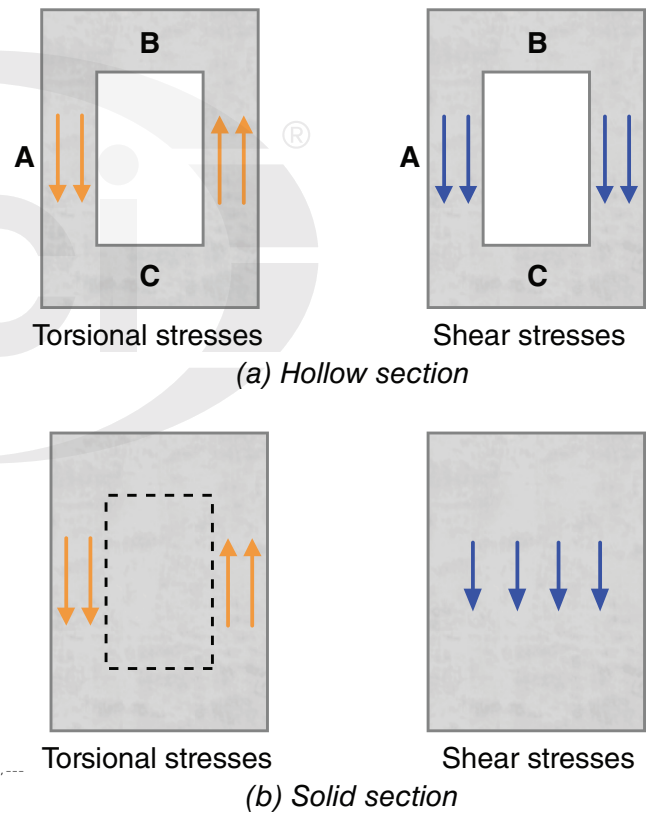 B
B
A
A
C
C
Torsional stresses
Shear stresses
(a) Hollow section
Torsional stresses
Shear stresses
(b) Solid section
®